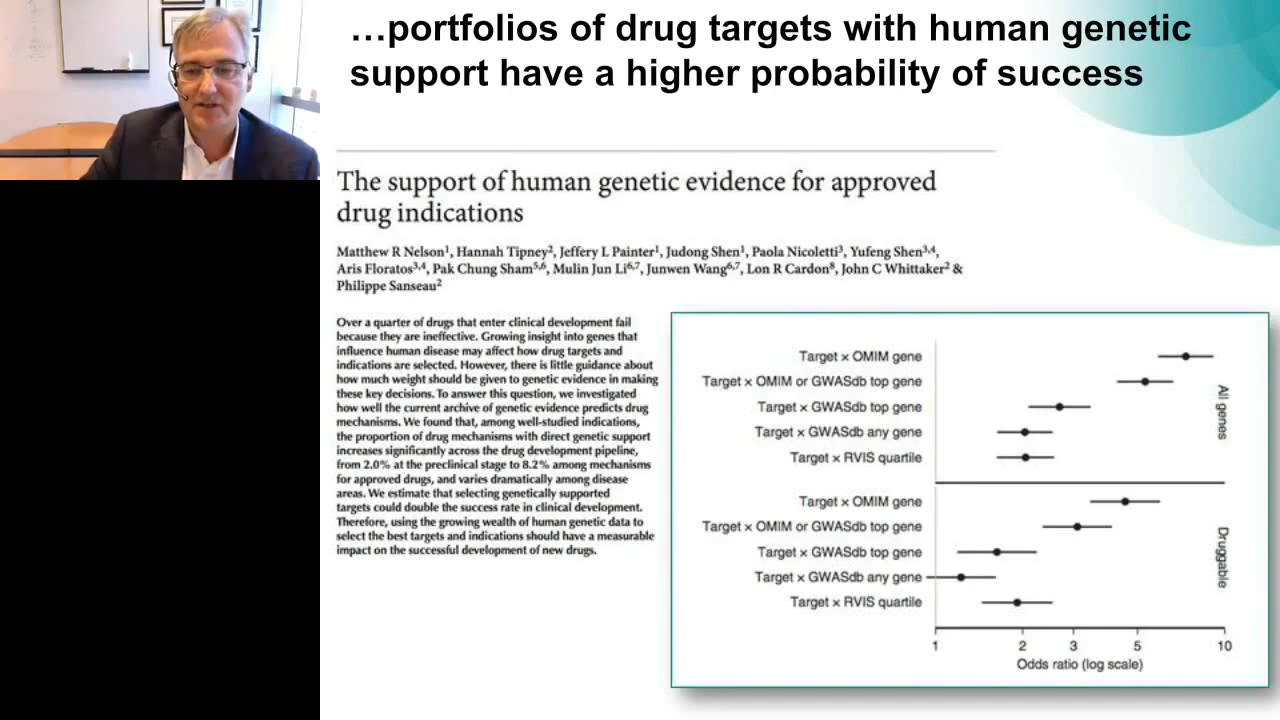 …portfolios of drug targets with human genetic
support have a higher probability of success
The support of human genetic evidence for approved
drug indications
Matthew R Nelson¹, Hannah Tipney², Jeffery L Painter¹, Judong Shen¹, Paola Nicoletti³, Yufeng Shen³,⁴,
Aris Floratos³,⁴, Pak Chung Sham⁵,⁶, Mulin Jun Li⁶,⁷, Junwen Wang⁶,⁷, Lon R Cardon⁸, John C Whittaker² &
Philippe Sanseau²
Over a quarter of drugs that enter clinical development fail
because they are ineffective. Growing insight into genes that
influence human disease may affect how drug targets and
indications are selected. However, there is little guidance about
how much weight should be given to genetic evidence in making
these key decisions. To answer this question, we investigated
how well the current archive of genetic evidence predicts drug
mechanisms. We found that, among well-studied indications,
the proportion of drug mechanisms with direct genetic support
increases significantly across the drug development pipeline,
from 2.0% at the preclinical stage to 8.2% among mechanisms
for approved drugs, and varies dramatically among disease
areas. We estimate that selecting genetically supported
targets could double the success rate in clinical development.
Therefore, using the growing wealth of human genetic data to
select the best targets and indications should have a measurable
impact on the successful development of new drugs.
Target × OMIM gene
Target × OMIM or GWASdb top gene
Target × GWASdb top gene
Target × GWASdb any gene
Target × RVIS quartile
All genes
Target × OMIM gene
Target × OMIM or GWASdb top gene
Target × GWASdb top gene
Target × GWASdb any gene
Target × RVIS quartile
Druggable
1 2 3 5 10
Odds ratio (log scale)